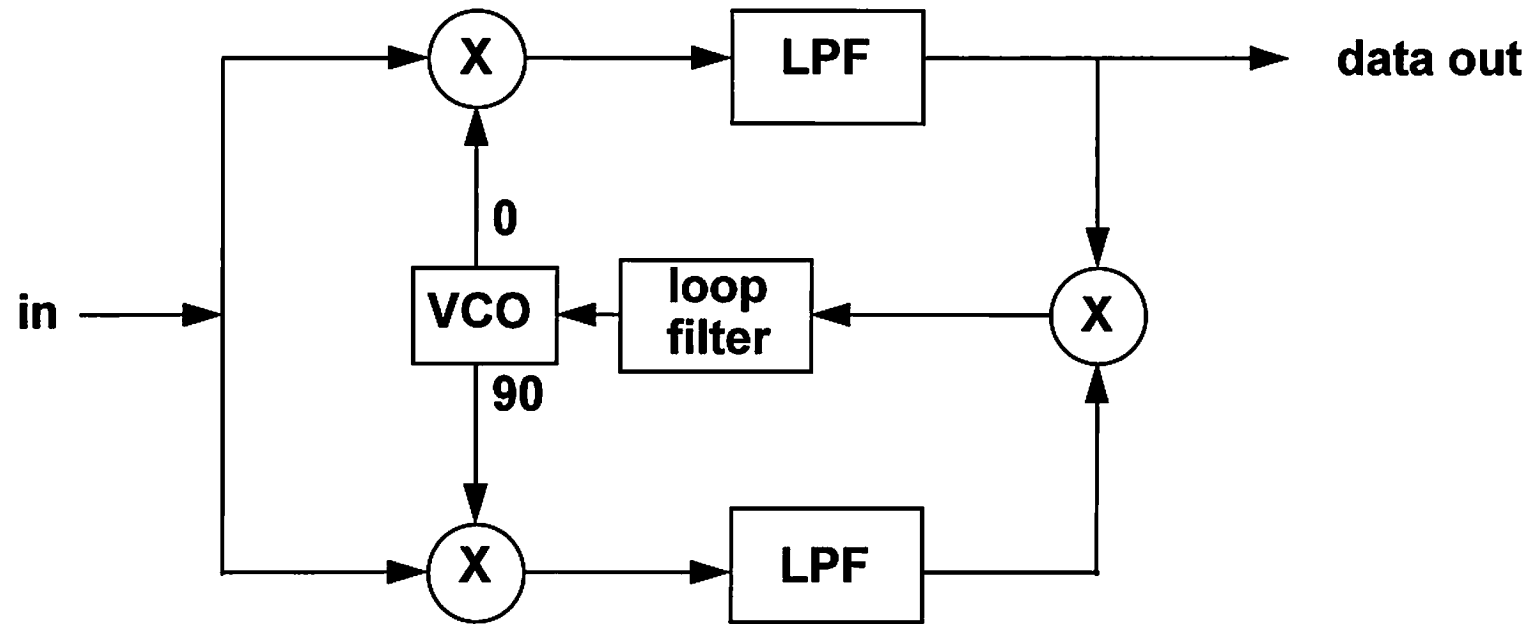 X
LPF
data out
0
in
VCO
loop
filter
X
90
X
LPF